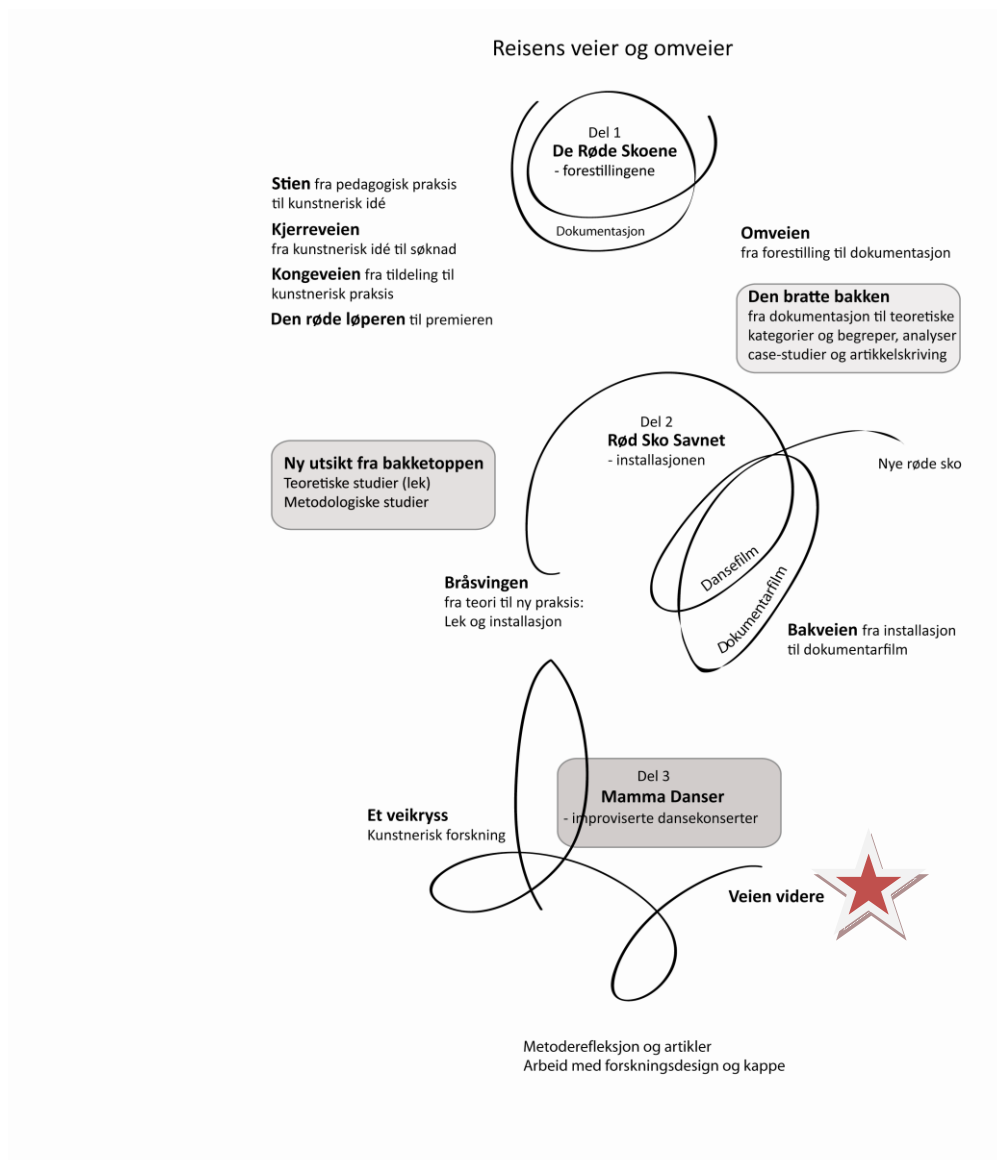 Reisens veier og omveier
Del 1
De Røde Skoene
- forestillingene
Dokumentasjon
Stien fra pedagogisk praksis
til kunstnerisk idé
Kjerreveien
fra kunstnerisk idé til søknad
Kongeveien fra tildeling til
kunstnerisk praksis
Den røde løperen til premieren
Omveien
fra forestilling til dokumentasjon
Den bratte bakken
fra dokumentasjon til teoretiske
kategorier og begreper, analyser
case-studier og artikkelskriving
Del 2
Rød Sko Savnet
- installasjonen
Nye røde sko
Ny utsikt fra bakketoppen
Teoretiske studier (lek)
Metodologiske studier
Dansefilm
Dokumentarfilm
Bråsvingen
fra teori til ny praksis:
Lek og installasjon
Bakveien fra installasjon
til dokumentarfilm
Del 3
Mamma Danser
- improviserte dansekonserter
Et veikryss
Kunstnerisk forskning
Veien videre
Metoderefleksjon og artikler
Arbeid med forskningsdesign og kappe